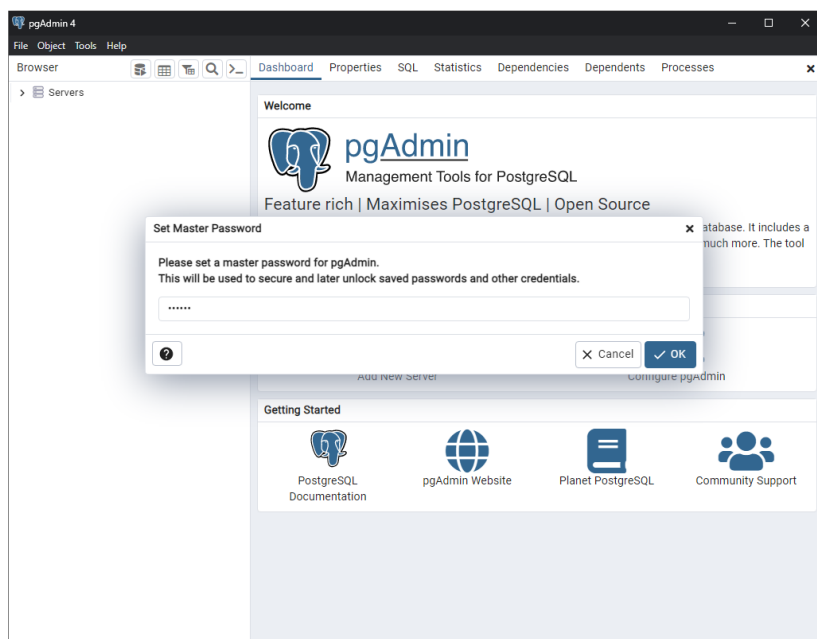 pgAdmin 4
File Object Tools Help
Browser
Dashboard Properties SQL Statistics Dependencies Dependents Processes
Servers
Welcome
pgAdmin
Management Tools for PostgreSQL
Feature rich | Maximises PostgreSQL | Open Source
atabase. It includes a
much more. The tool
Set Master Password
Please set a master password for pgAdmin.
This will be used to secure and later unlock saved passwords and other credentials.
••••••
Cancel OK
Add New Server Configure pgAdmin
Getting Started
PostgreSQL
Documentation
pgAdmin Website
Planet PostgreSQL
Community Support